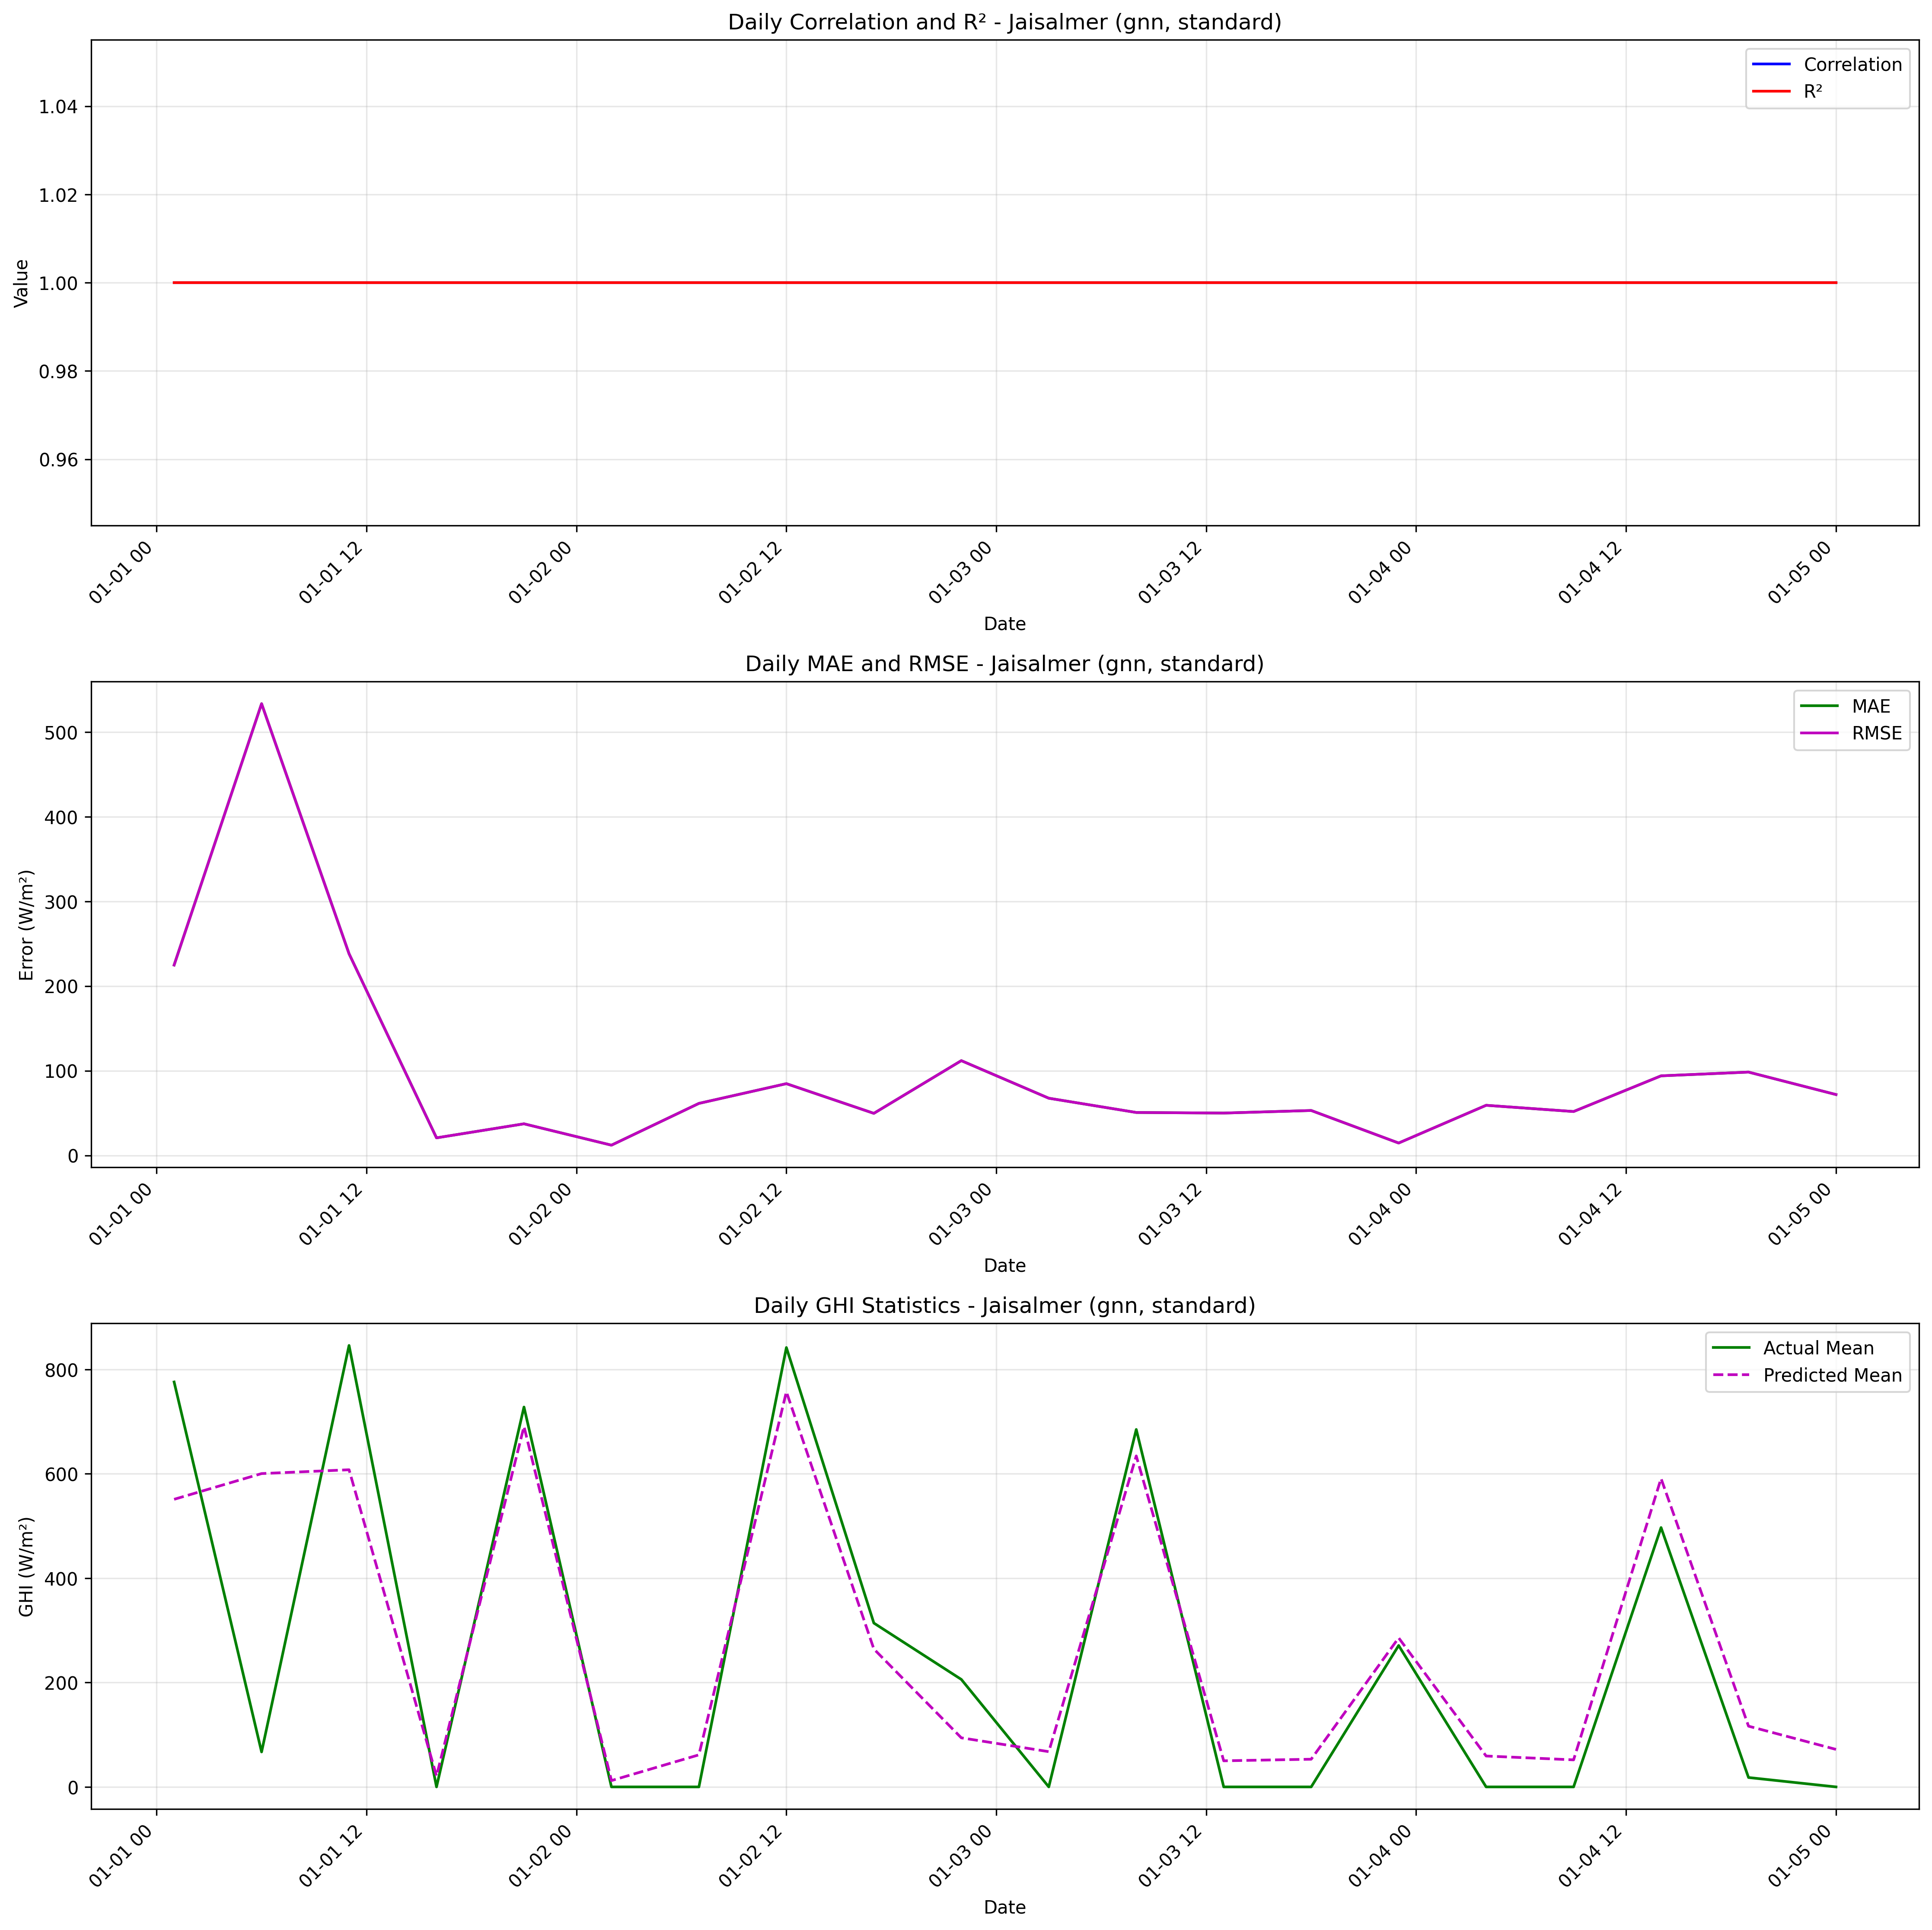 Daily Correlation and R² - Jaisalmer (gnn, standard)
Correlation
R²
Value
1.04
1.02
1.00
0.98
0.96
01-01 00
01-01 12
01-02 00
01-02 12
01-03 00
01-03 12
01-04 00
01-04 12
01-05 00
Date
Daily MAE and RMSE - Jaisalmer (gnn, standard)
MAE
RMSE
Error (W/m²)
500
400
300
200
100
0
01-01 00
01-01 12
01-02 00
01-02 12
01-03 00
01-03 12
01-04 00
01-04 12
01-05 00
Date
Daily GHI Statistics - Jaisalmer (gnn, standard)
Actual Mean
Predicted Mean
GHI (W/m²)
800
600
400
200
0
01-01 00
01-01 12
01-02 00
01-02 12
01-03 00
01-03 12
01-04 00
01-04 12
01-05 00
Date